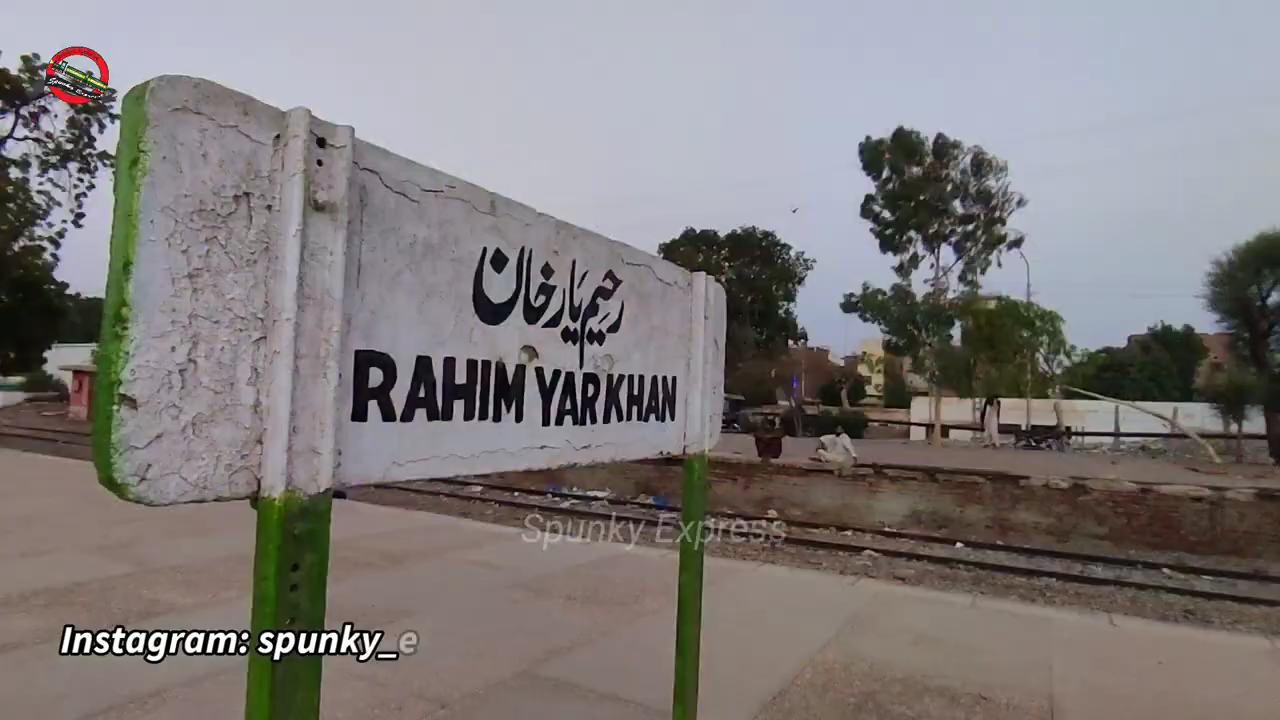 رحیم یار خان
RAHIM YAR KHAN
Spunky Express
Instagram: spunky_e